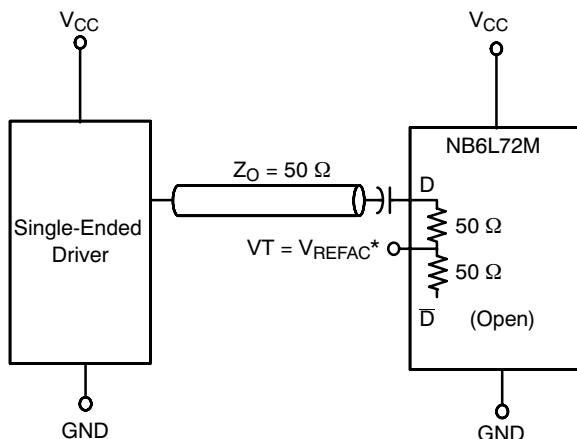 VCC
VCC
NB6L72M
ZO = 50 Ω
D
50 Ω
Single-Ended
Driver
VT = VREFAC*
50 Ω
D̅
(Open)
GND
GND